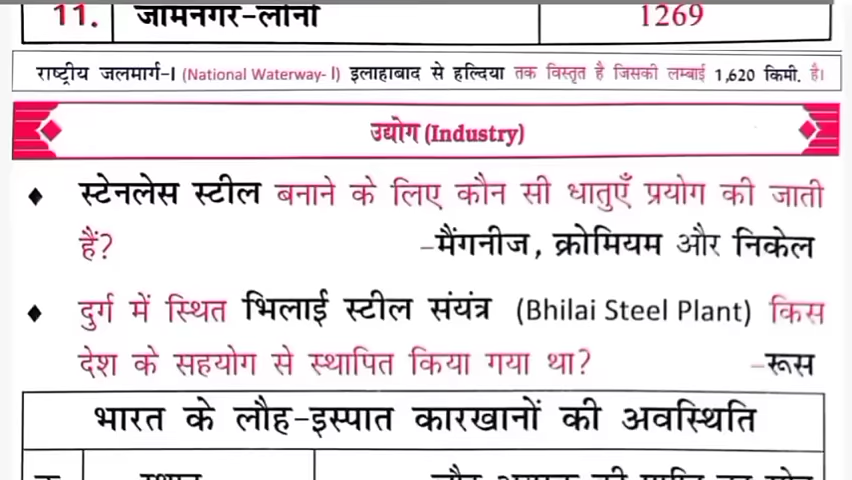 11. जामनगर-लोनी 1269
राष्ट्रीय जलमार्ग-I (National Waterway- I) इलाहाबाद से हल्दिया तक विस्तृत है जिसकी लम्बाई 1,620 किमी. है।
उद्योग (Industry)
♦ स्टेनलेस स्टील बनाने के लिए कौन सी धातुएँ प्रयोग की जाती
हैं? -मैंगनीज, क्रोमियम और निकेल
♦ दुर्ग में स्थित भिलाई स्टील संयंत्र (Bhilai Steel Plant) किस
देश के सहयोग से स्थापित किया गया था? -रूस
भारत के लौह-इस्पात कारखानों की अवस्थिति